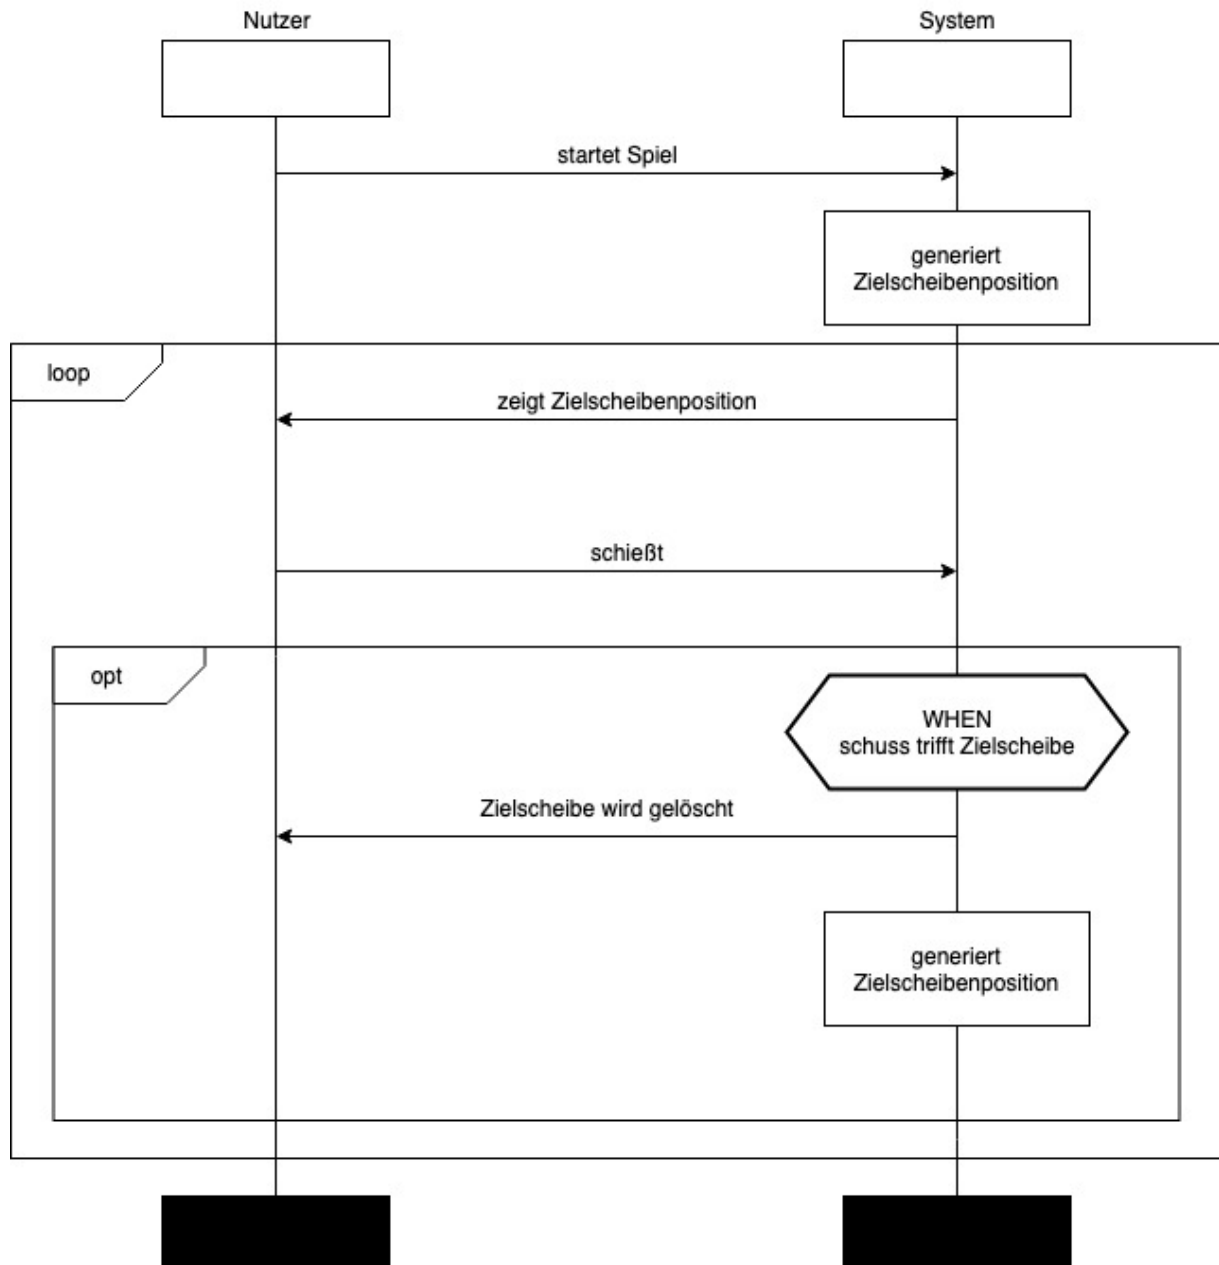 Nutzer
System
startet Spiel
generiert
Zielscheibenposition
loop
zeigt Zielscheibenposition
schießt
opt
WHEN
schuss trifft Zielscheibe
Zielscheibe wird gelöscht
generiert
Zielscheibenposition